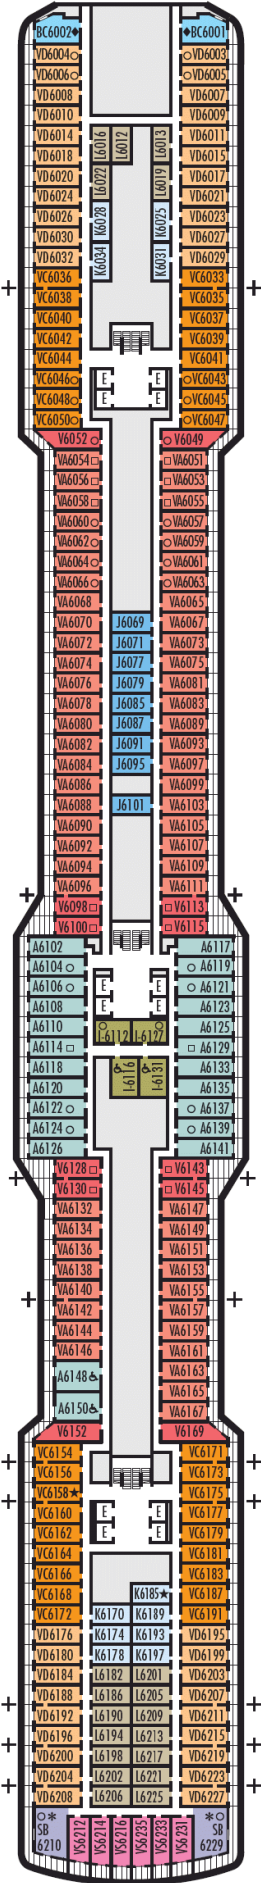 BC6002♦ ♦BC6001
VD6004○ ○VD6003
VD6006○ ○VD6005
VD6008 VD6007
VD6010 VD6009
VD6014 L6016 L6012 L6013 VD6011
VD6018 VD6015
VD6020 L6022 L6019 VD6017
VD6024 VD6021
VD6026 K6028 K6025 VD6023
VD6030 VD6027
VD6032 K6034 K6031 VD6029
VC6036 VC6033
VC6038 VC6035
VC6040 VC6037
VC6042 VC6039
VC6044 VC6041
VC6046○ E E ○VC6043
VC6048○ E E ○VC6045
VC6050○ ○VC6047
V6052○ ○V6049
VA6054□ □VA6051
VA6056□ □VA6053
VA6058□ □VA6055
VA6060○ ○VA6057
VA6062○ ○VA6059
VA6064○ ○VA6061
VA6066○ ○VA6063
VA6068 VA6065
VA6070 J6069 VA6067
VA6072 J6071 VA6073
VA6074 J6077 VA6075
VA6076 J6079 VA6081
VA6078 J6085 VA6083
VA6080 J6087 VA6089
VA6082 J6091 VA6093
VA6084 J6095 VA6097
VA6086 VA6099
VA6088 J6101 VA6103
VA6090 VA6105
VA6092 VA6107
VA6094 VA6109
VA6096 VA6111
V6098□ □V6113
V6100□ □V6115
A6102 A6117
A6104○ ○A6119
A6106○ E E ○A6121
A6108 E E A6123
A6110 I-6112 I-6127 A6125
A6114□ □A6129
A6118 I-6116 I-6131 A6133
A6120 A6135
A6122○ ○A6137
A6124○ ○A6139
A6126 A6141
V6128□ □V6143
V6130□ □V6145
VA6132 VA6147
VA6134 VA6149
VA6136 VA6151
VA6138 VA6153
VA6140 VA6155
VA6142 VA6157
VA6144 VA6159
VA6146 VA6161
A6148 VA6163
VA6165
A6150 VA6167
V6152 V6169
VC6154 VC6171
VC6156 VC6173
VC6158★ VC6175
VC6160 E E VC6177
VC6162 E E VC6179
VC6164 VC6181
VC6166 VC6183
VC6168 K6185★ VC6187
VC6172 K6170 K6189 VC6191
VD6176 K6174 K6193 VD6195
VD6180 K6178 K6197 VD6199
VD6184 L6182 L6201 VD6203
VD6188 L6186 L6205 VD6207
VD6192 L6190 L6209 VD6211
VD6196 L6194 L6213 VD6215
VD6200 L6198 L6217 VD6219
VD6204 L6202 L6221 VD6223
VD6208 L6206 L6225 VD6227
○* *○
SB 6210 VS6212 VS6214 VS6216 VS6235 VS6233 VS6231 SB 6229